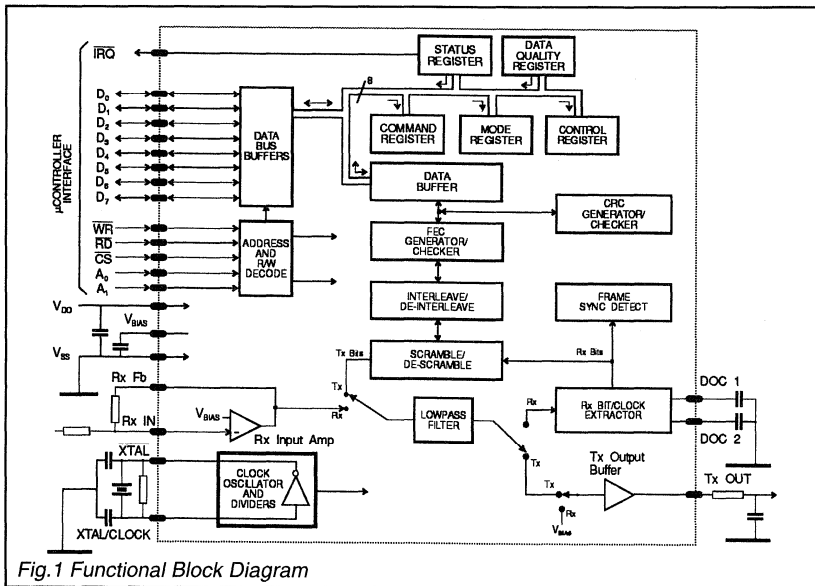 IRQ
D0
D1
D2
D3
D4
D5
D6
D7
µCONTROLLER
INTERFACE
WR
RD
CS
A0
A1
DATA
BUS
BUFFERS
ADDRESS
AND
R/W
DECODE
STATUS
REGISTER
DATA
QUALITY
REGISTER
8
COMMAND
REGISTER
MODE
REGISTER
CONTROL
REGISTER
DATA BUFFER
CRC
GENERATOR/
CHECKER
FEC
GENERATOR/
CHECKER
INTERLEAVE/
DE-INTERLEAVE
FRAME
SYNC DETECT
SCRAMBLE/
DE-SCRAMBLE
Tx Bits
Rx Bits
VDD
VBIAS
VSS
Rx Fb
Rx IN
VBIAS
Rx Input Amp
Tx
Rx
LOWPASS
FILTER
Rx
Tx
Rx BIT/CLOCK
EXTRACTOR
DOC 1
DOC 2
XTAL
XTAL/CLOCK
CLOCK
OSCILLATOR
AND
DIVIDERS
Tx Output
Buffer
Tx
Rx
VBIAS
Tx OUT
Fig.1 Functional Block Diagram